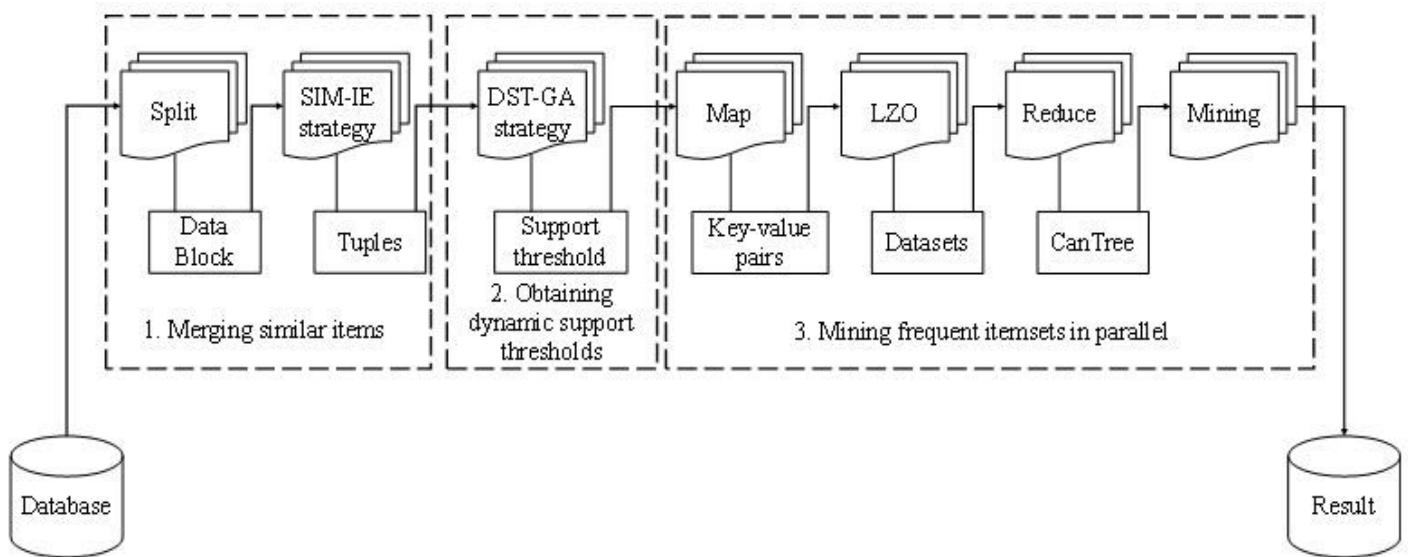 Split
SIM-IE
strategy
DST-GA
strategy
Map
LZO
Reduce
Mining
Data
Block
Tuples
Support
threshold
Key-value
pairs
Datasets
CanTree
1. Merging similar items
2. Obtaining
dynamic support
thresholds
3. Mining frequent itemsets in parallel
Database
Result